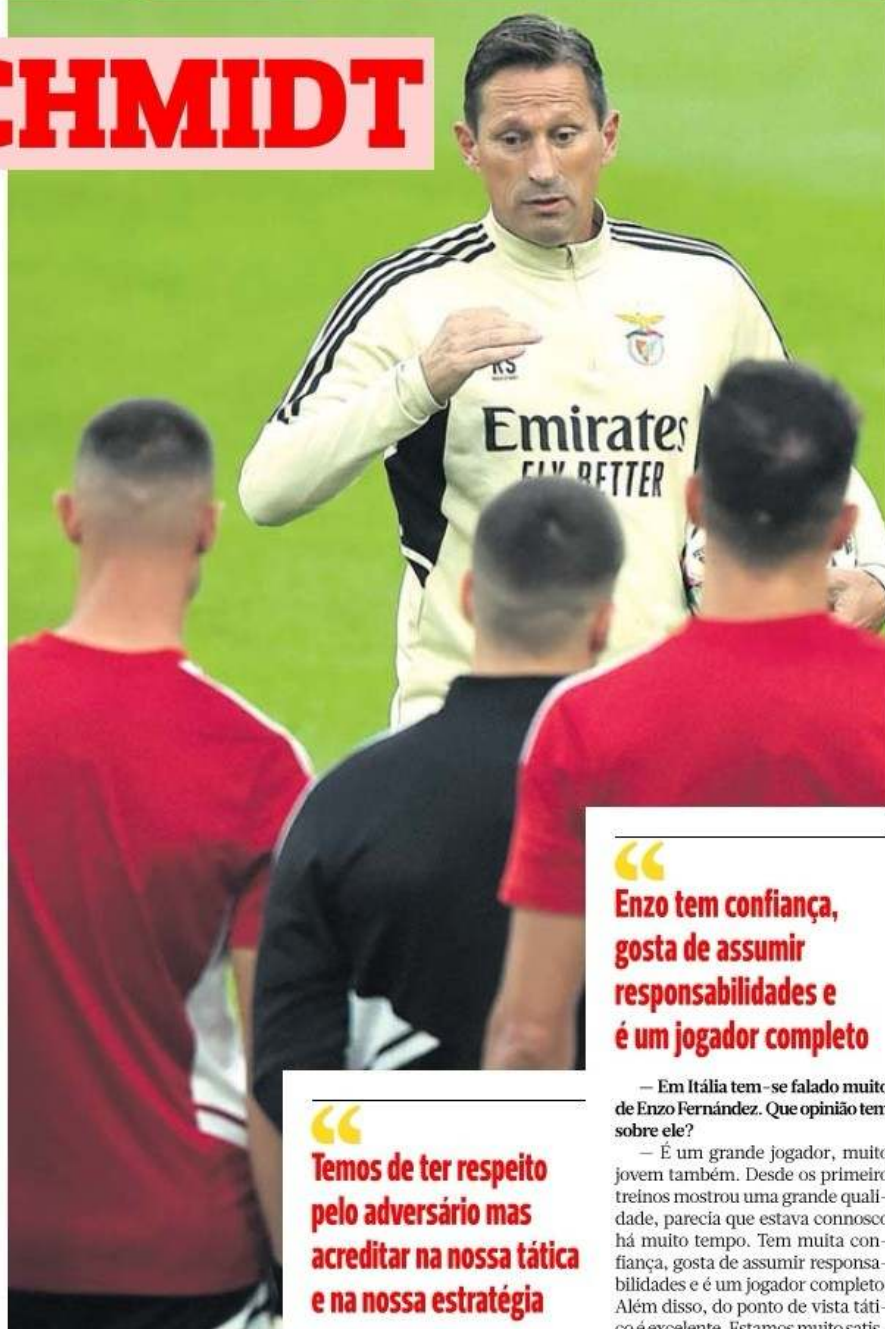 CHMIDT
RS
Emirates
FLY BETTER
“
Enzo tem confiança,
gosta de assumir
responsabilidades e
é um jogador completo
— Em Itália tem-se falado muito
de Enzo Fernández. Que opinião tem
sobre ele?
— É um grande jogador, muito
jovem também. Desde os primeiro
treinos mostrou uma grande quali-
dade, parecia que estava connosco
há muito tempo. Tem muita con-
fiança, gosta de assumir responsa-
bilidades e é um jogador completo
Além disso, do ponto de vista táti-
co é excelente. Estamos muito satis
“
Temos de ter respeito
pelo adversário mas
acreditar na nossa tática
e na nossa estratégia